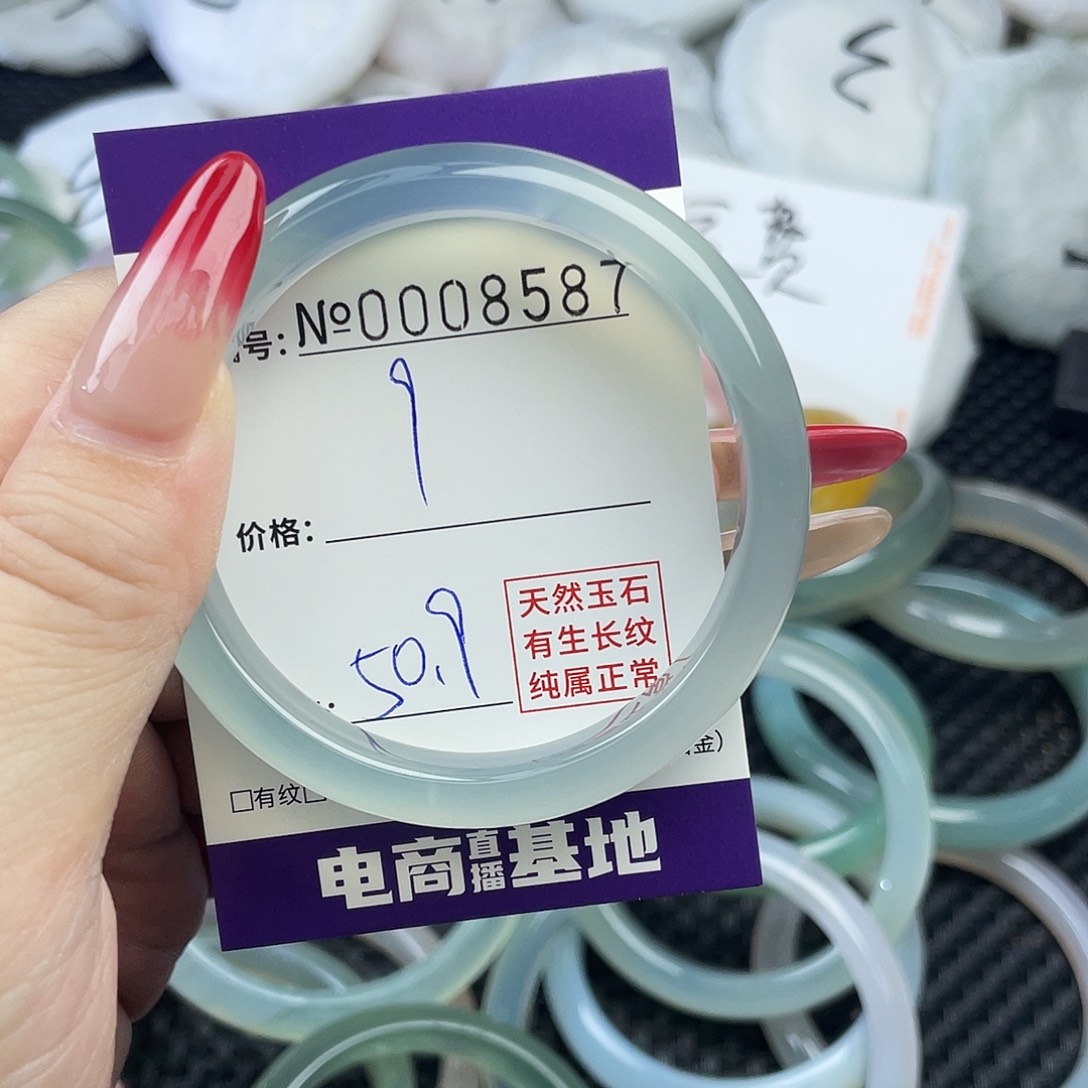 号: №0008587
9
价格:
50.9
天然玉石
有生长纹
纯属正常
金)
□有纹□
电商直播基地